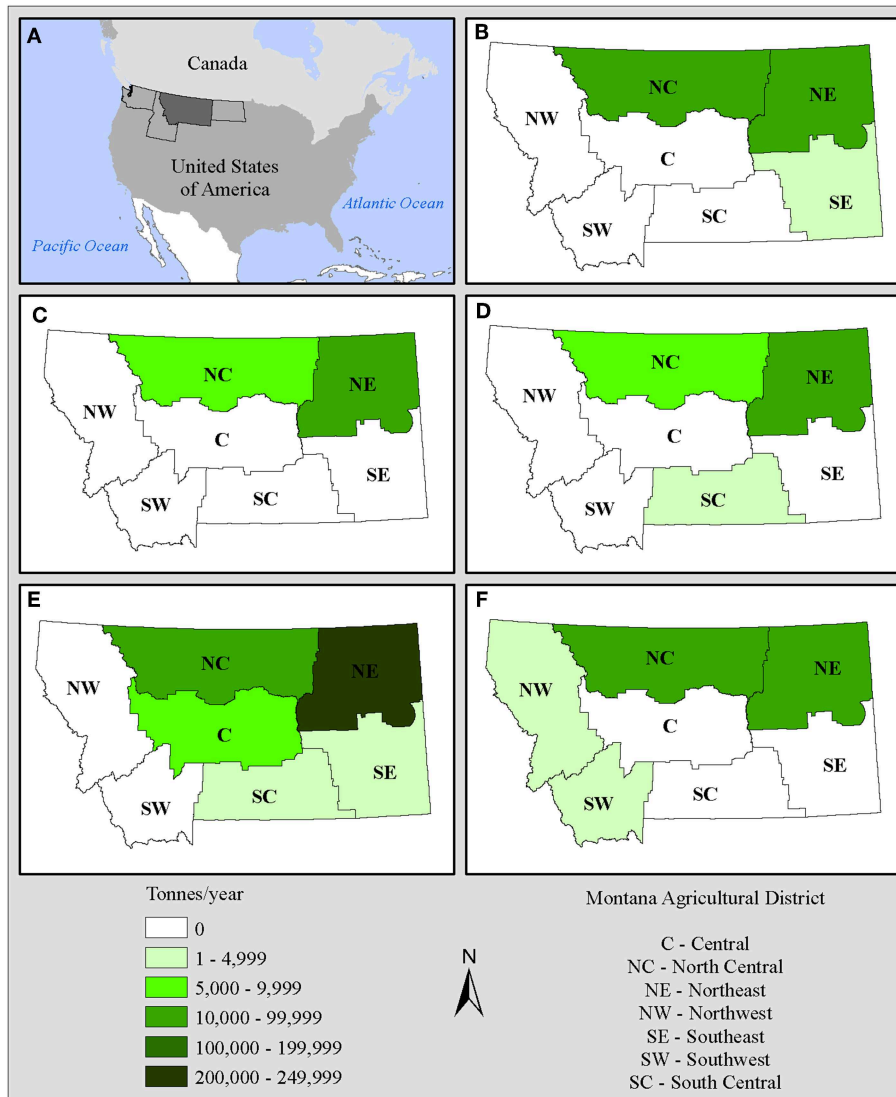 A
Canada
United States
of America
Atlantic Ocean
Pacific Ocean
B
NW
NC
NE
C
SE
SW
SC
C
NW
NC
NE
C
SE
SW
SC
D
NW
NC
NE
C
SE
SW
SC
E
NW
NC
NE
C
SE
SW
SC
F
NW
NC
NE
C
SE
SW
SC
Tonnes/year
0
1 - 4,999
5,000 - 9,999
10,000 - 99,999
100,000 - 199,999
200,000 - 249,999
N
Montana Agricultural District
C - Central
NC - North Central
NE - Northeast
NW - Northwest
SE - Southeast
SW - Southwest
SC - South Central